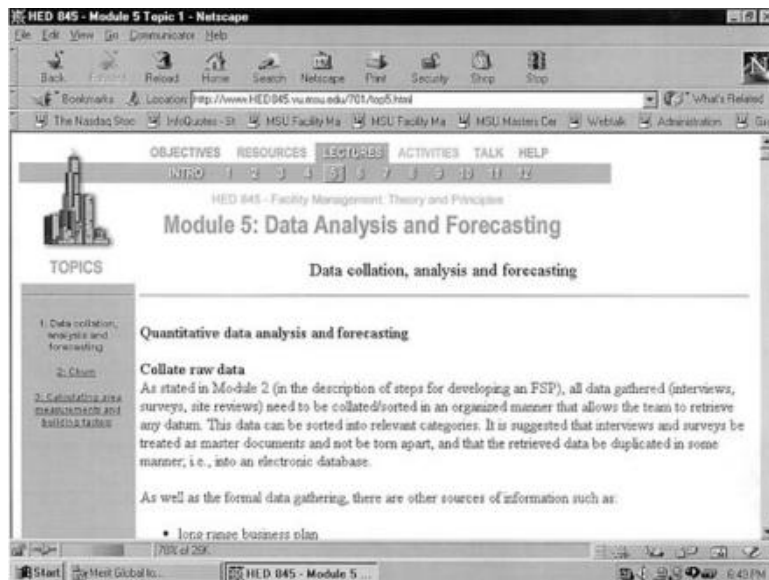 HED 845 - Module 5 Topic 1 - Netscape
File Edit View Go Communicator Help
Back Forward Reload Home Search Netscape Print Security Shop Stop
Bookmarks Location: http://www.HED845.vu.msu.edu/701/top5.html What's Related
The Nasdaq Stoc InfoQuotes - St MSU Facility Ma MSU Facility Ma MSU Masters Cer Webtalk Administration
OBJECTIVES RESOURCES LECTURES ACTIVITIES TALK HELP
INTRO 1 2 3 4 5 6 7 8 9 10 11 12
HED 845 - Facility Management: Theory and Principles
Module 5: Data Analysis and Forecasting
TOPICS
Data collation, analysis and forecasting
1: Data collation,
analysis and
forecasting
2: Churn
3: Calculating area
measurements and
building factors
Quantitative data analysis and forecasting
Collate raw data
As stated in Module 2 (in the description of steps for developing an FSP), all data gathered (interviews,
surveys, site reviews) need to be collated/sorted in an organized manner that allows the team to retrieve
any datum. This data can be sorted into relevant categories. It is suggested that interviews and surveys be
treated as master documents and not be torn apart, and that the retrieved data be duplicated in some
manner, i.e., into an electronic database.
As well as the formal data gathering, there are other sources of information such as:
• long range business plan
78% of 29K
Start Merit Global In... HED 845 - Module 5 ... 6:49 PM